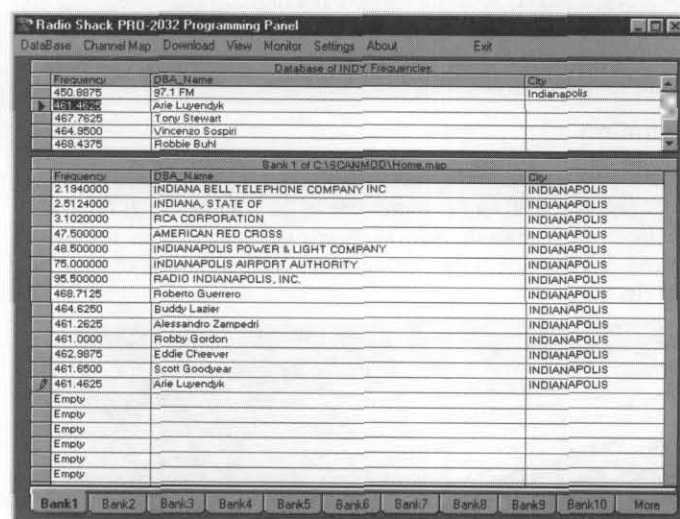 Radio Shack PRO-2032 Programming Panel
DataBase Channel Map Download View Monitor Settings About Exit
Database of INDY Frequencies
Frequency DBA_Name City
450.8875 97.1 FM Indianapolis
461.4625 Arie Luyendyk
467.7625 Tony Stewart
464.9500 Vincenzo Sospiri
468.4375 Robbie Buhl
Bank 1 of C:\SCANMOD\Home.map
Frequency DBA_Name City
2.1940000 INDIANA BELL TELEPHONE COMPANY INC INDIANAPOLIS
2.5124000 INDIANA, STATE OF INDIANAPOLIS
3.1020000 RCA CORPORATION INDIANAPOLIS
47.500000 AMERICAN RED CROSS INDIANAPOLIS
48.500000 INDIANAPOLIS POWER & LIGHT COMPANY INDIANAPOLIS
75.000000 INDIANAPOLIS AIRPORT AUTHORITY INDIANAPOLIS
95.500000 RADIO INDIANAPOLIS, INC. INDIANAPOLIS
468.7125 Roberto Guerrero INDIANAPOLIS
464.6250 Buddy Lazier INDIANAPOLIS
461.2625 Alessandro Zampedri INDIANAPOLIS
461.0000 Robby Gordon INDIANAPOLIS
462.9875 Eddie Cheever INDIANAPOLIS
461.6500 Scott Goodyear INDIANAPOLIS
461.4625 Arie Luyendyk INDIANAPOLIS
Empty
Empty
Empty
Empty
Empty
Empty
Bank1 Bank2 Bank3 Bank4 Bank5 Bank6 Bank7 Bank8 Bank9 Bank10 More